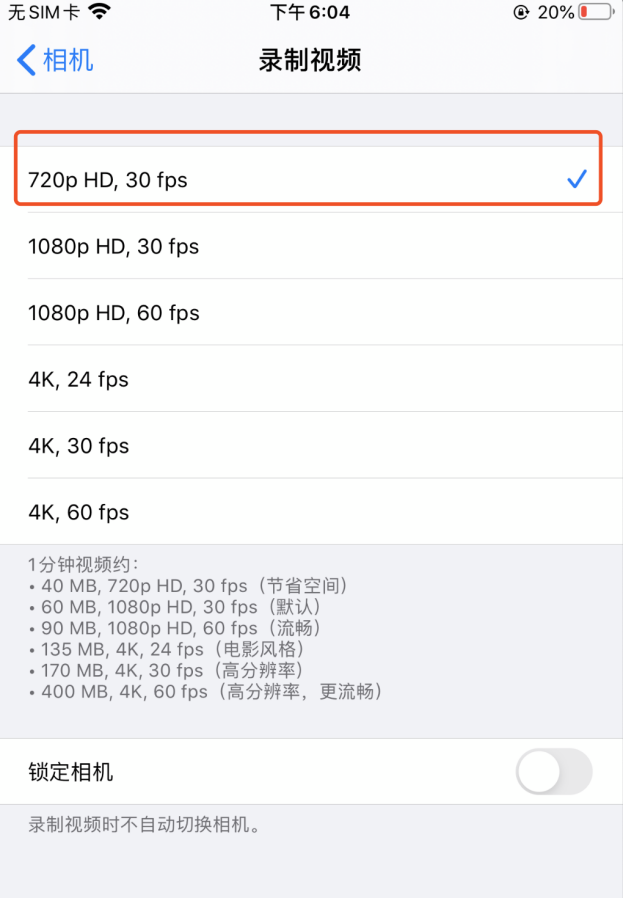 无SIM卡 下午6:04 20%
相机 录制视频
720p HD, 30 fps
1080p HD, 30 fps
1080p HD, 60 fps
4K, 24 fps
4K, 30 fps
4K, 60 fps
1分钟视频约：
• 40 MB, 720p HD, 30 fps（节省空间）
• 60 MB, 1080p HD, 30 fps（默认）
• 90 MB, 1080p HD, 60 fps（流畅）
• 135 MB, 4K, 24 fps（电影风格）
• 170 MB, 4K, 30 fps（高分辨率）
• 400 MB, 4K, 60 fps（高分辨率，更流畅）
锁定相机
录制视频时不自动切换相机。